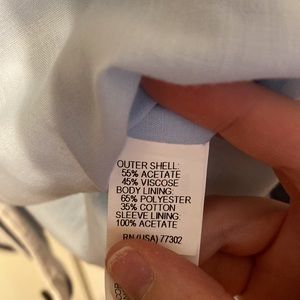 OUTER SHELL:
55% ACETATE
45% VISCOSE
BODY LINING:
65% POLYESTER
35% COTTON
SLEEVE LINING
100% ACETATE
RN (USA) 77302